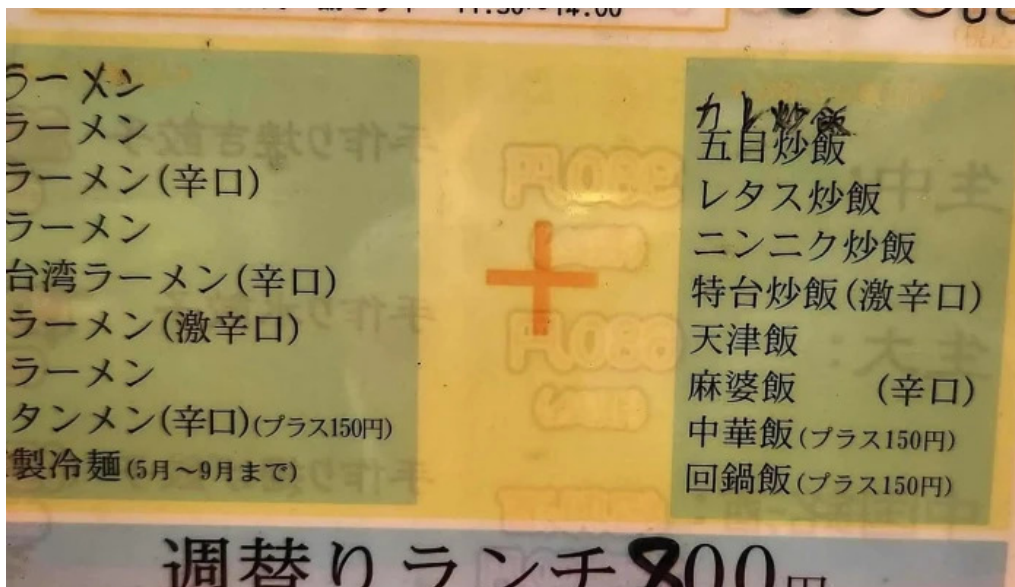 11:30～14:00
ラーメン
ラーメン
ラーメン(辛口)
ラーメン
台湾ラーメン(辛口)
ラーメン(激辛口)
ラーメン
タンメン(辛口)(プラス150円)
製冷麺(5月～9月まで)
+
炒飯
五目炒飯
レタス炒飯
ニンニク炒飯
特台炒飯(激辛口)
天津飯
麻婆飯 (辛口)
中華飯(プラス150円)
回鍋飯(プラス150円)
週替りランチ800円